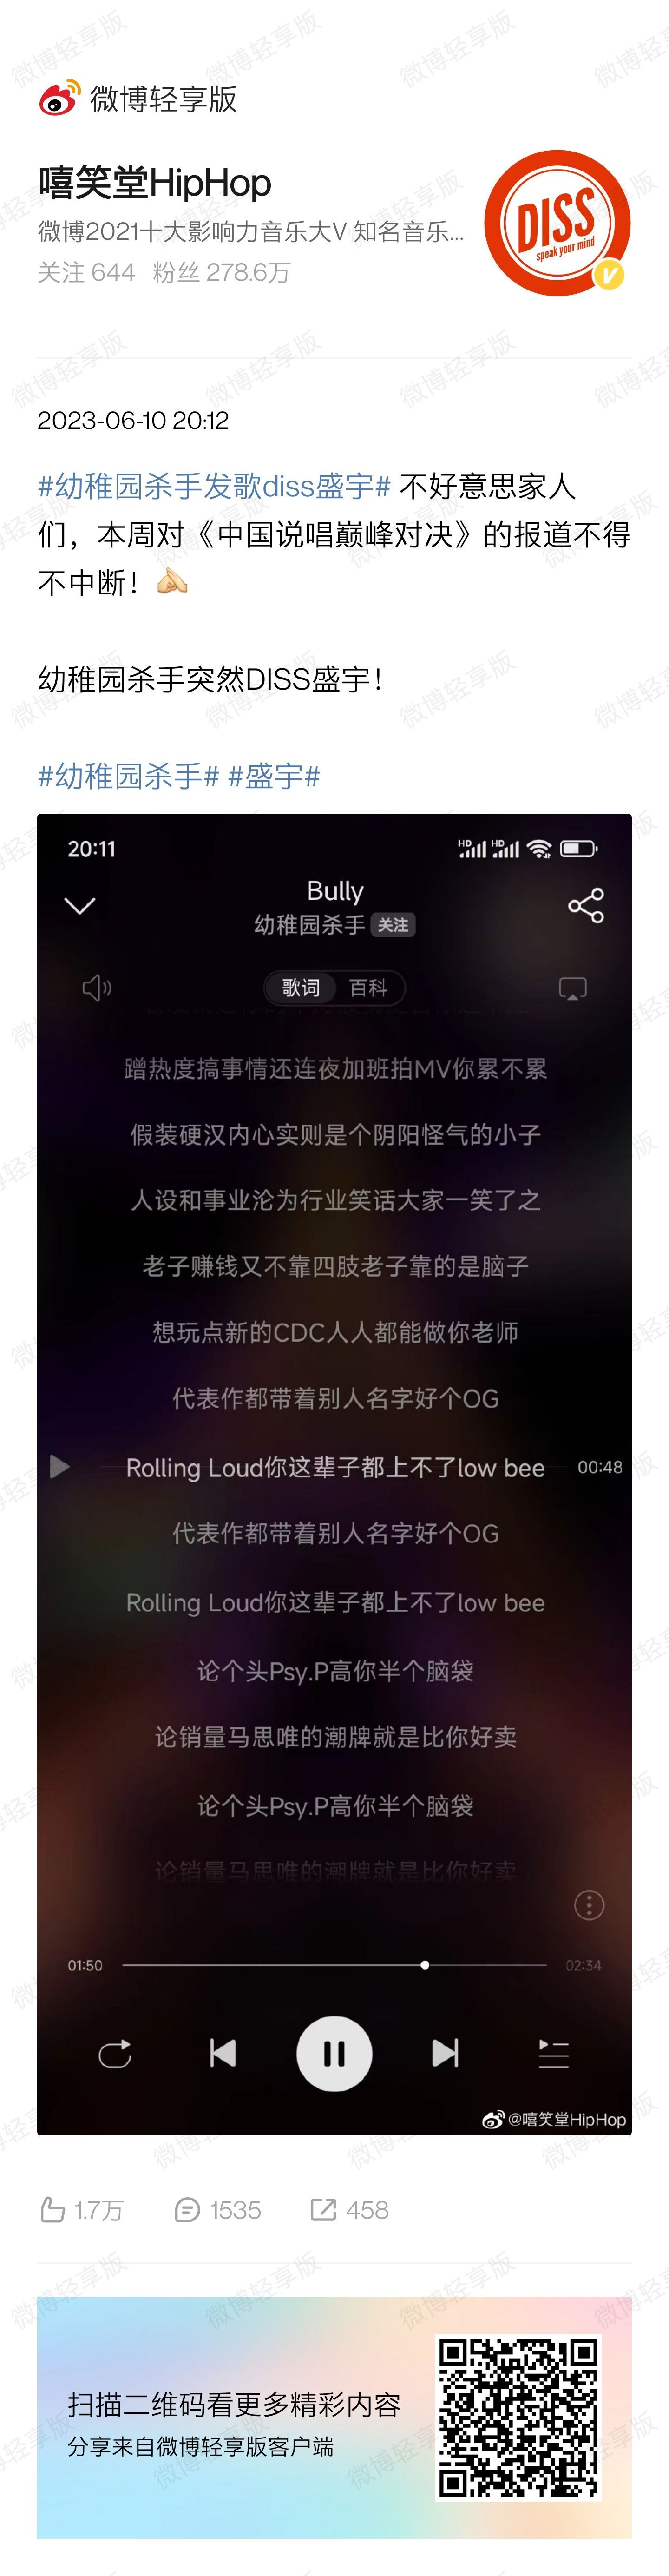 微博轻享版
嘻笑堂HipHop
微博2021十大影响力音乐大V 知名音乐...
关注 644 粉丝 278.6万
DISS
speak your mind
2023-06-10 20:12
#幼稚园杀手发歌diss盛宇# 不好意思家人
们，本周对《中国说唱巅峰对决》的报道不得
不中断！🙏🏻
幼稚园杀手突然DISS盛宇！
#幼稚园杀手# #盛宇#
20:11
HD HD
Bully
幼稚园杀手 关注
歌词 百科
蹭热度搞事情还连夜加班拍MV你累不累
假装硬汉内心实则是个阴阳怪气的小子
人设和事业沦为行业笑话大家一笑了之
老子赚钱又不靠四肢老子靠的是脑子
想玩点新的CDC人人都能做你老师
代表作都带着别人名字好个OG
Rolling Loud你这辈子都上不了low bee 00:48
代表作都带着别人名字好个OG
Rolling Loud你这辈子都上不了low bee
论个头Psy.P高你半个脑袋
论销量马思唯的潮牌就是比你好卖
论个头Psy.P高你半个脑袋
论销量马思唯的潮牌就是比你好卖
01:50 02:34
@嘻笑堂HipHop
1.7万 1535 458
扫描二维码看更多精彩内容
分享来自微博轻享版客户端